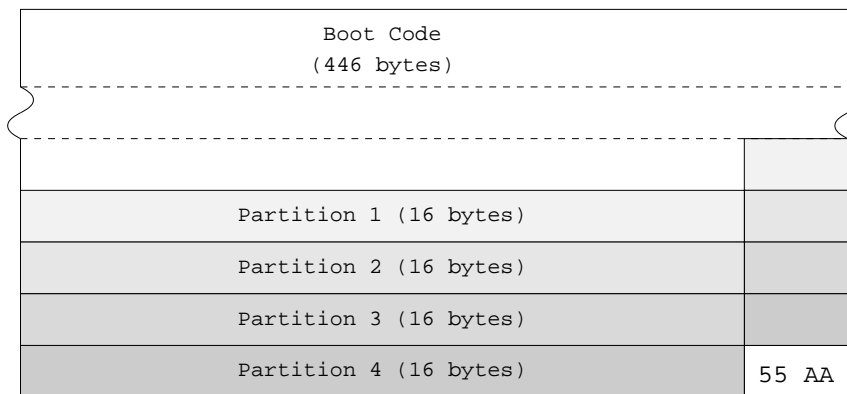 Boot Code
(446 bytes)
Partition 1 (16 bytes)
Partition 2 (16 bytes)
Partition 3 (16 bytes)
Partition 4 (16 bytes)
55 AA